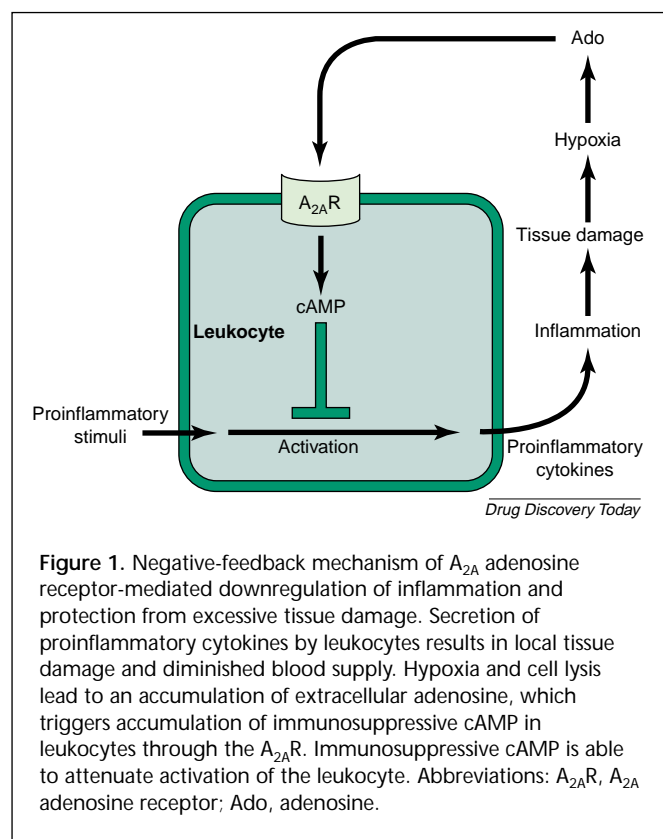 Ado
Hypoxia
A2AR
Tissue damage
cAMP
Leukocyte
Inflammation
Proinflammatory
stimuli
Activation
Proinflammatory
cytokines
Drug Discovery Today
Figure 1. Negative-feedback mechanism of A2A adenosine
receptor-mediated downregulation of inflammation and
protection from excessive tissue damage. Secretion of
proinflammatory cytokines by leukocytes results in local tissue
damage and diminished blood supply. Hypoxia and cell lysis
lead to an accumulation of extracellular adenosine, which
triggers accumulation of immunosuppressive cAMP in
leukocytes through the A2AR. Immunosuppressive cAMP is able
to attenuate activation of the leukocyte. Abbreviations: A2AR, A2A
adenosine receptor; Ado, adenosine.